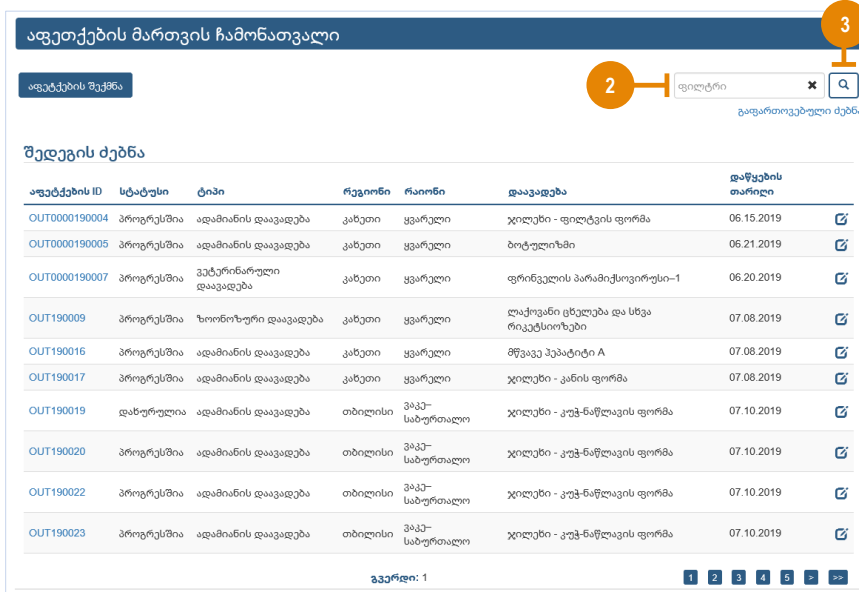 აფეთქების მართვის ჩამონათვალი
3
აფეტქების შექმნა
2
ფილტრი
გაფართოვებული ძებნა
შედეგის ძებნა
აფეტქების ID სტატუსი ტიპი რეგიონი რაიონი დაავადება დაწყების თარიღი
OUT0000190004 პროგრესშია ადამიანის დაავადება კახეთი ყვარელი ჯილეხი - ფილტვის ფორმა 06.15.2019
OUT0000190005 პროგრესშია ადამიანის დაავადება კახეთი ყვარელი ბოტულიზმი 06.21.2019
OUT0000190007 პროგრესშია ვეტერინარული დაავადება კახეთი ყვარელი ფრინველის პარამიქსოვირუსი–1 06.20.2019
OUT190009 პროგრესშია ზოონოზური დაავადება კახეთი ყვარელი ლაქოვანი ცხელება და სხვა რიკეტსიოზები 07.08.2019
OUT190016 პროგრესშია ადამიანის დაავადება კახეთი ყვარელი მწვავე ჰეპატიტი A 07.08.2019
OUT190017 პროგრესშია ადამიანის დაავადება კახეთი ყვარელი ჯილეხი - კანის ფორმა 07.08.2019
OUT190019 დახურულია ადამიანის დაავადება თბილისი ვაკე–საბურთალო ჯილეხი - კუჭ-ნაწლავის ფორმა 07.10.2019
OUT190020 პროგრესშია ადამიანის დაავადება თბილისი ვაკე–საბურთალო ჯილეხი - კუჭ-ნაწლავის ფორმა 07.10.2019
OUT190022 პროგრესშია ადამიანის დაავადება თბილისი ვაკე–საბურთალო ჯილეხი - კუჭ-ნაწლავის ფორმა 07.10.2019
OUT190023 პროგრესშია ადამიანის დაავადება თბილისი ვაკე–საბურთალო ჯილეხი - კუჭ-ნაწლავის ფორმა 07.10.2019
გვერდი: 1 1 2 3 4 5 > >>